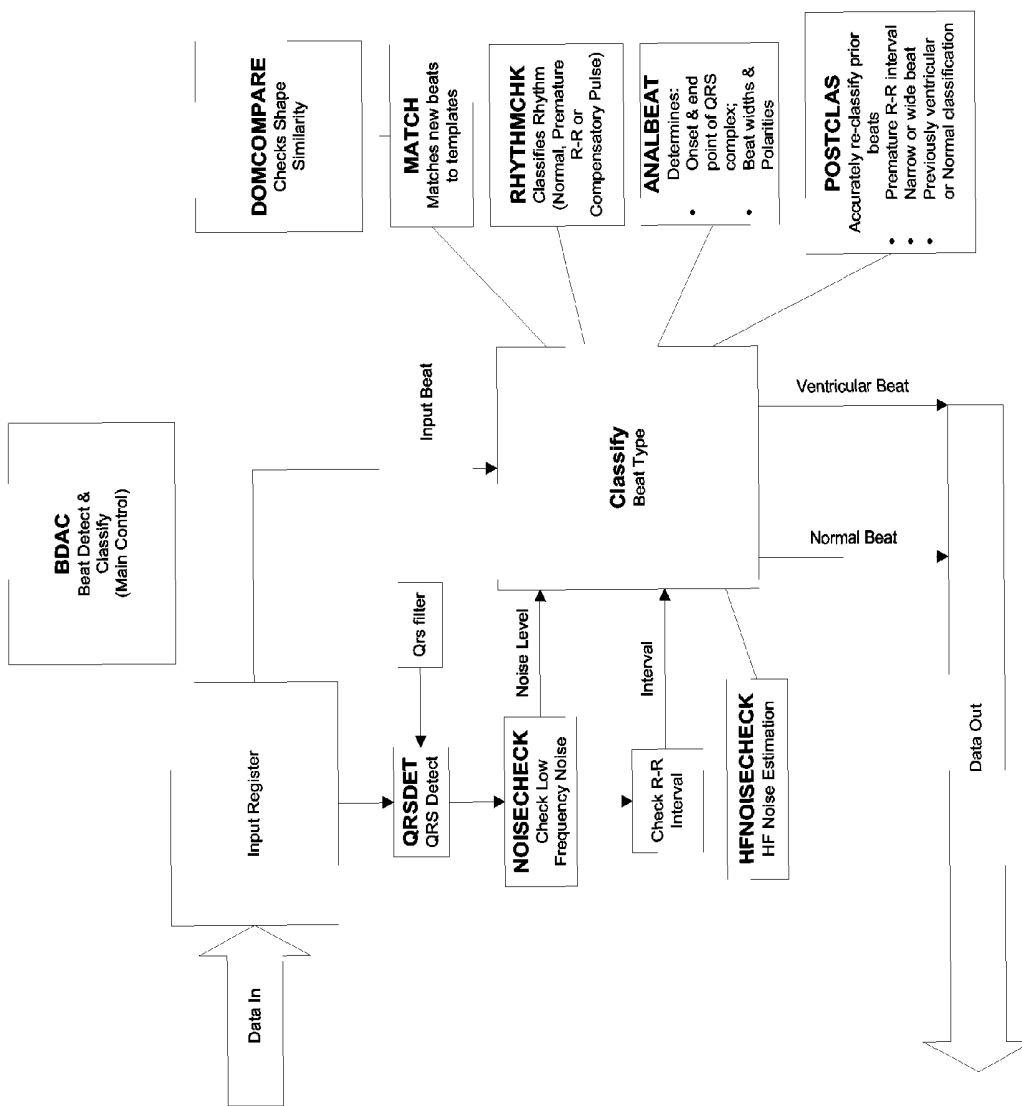 BDAC
Beat Detect &
Classify
(Main Control)
DOMCOMPARE
Checks Shape
Similarity
Data In
Input Register
Input Beat
MATCH
Matches new beats
to templates
QRSDET
QRS Detect
Qrs filter
RHYTHMCHK
Classifies Rhythm
(Normal, Premature
R-R or
Compensatory Pulse)
NOISECHECK
Check Low
Frequency Noise
Noise Level
Classify
Beat Type
ANALBEAT
Determines:
• Onset & end
point of QRS
complex;
• Beat widths &
Polarities
Check R-R
Interval
Interval
HFNOISECHECK
HF Noise Estimation
POSTCLAS
Accurately re-classify prior
beats
• Premature R-R interval
• Narrow or wide beat
• Previously ventricular
or Normal classification
Normal Beat
Ventricular Beat
Data Out